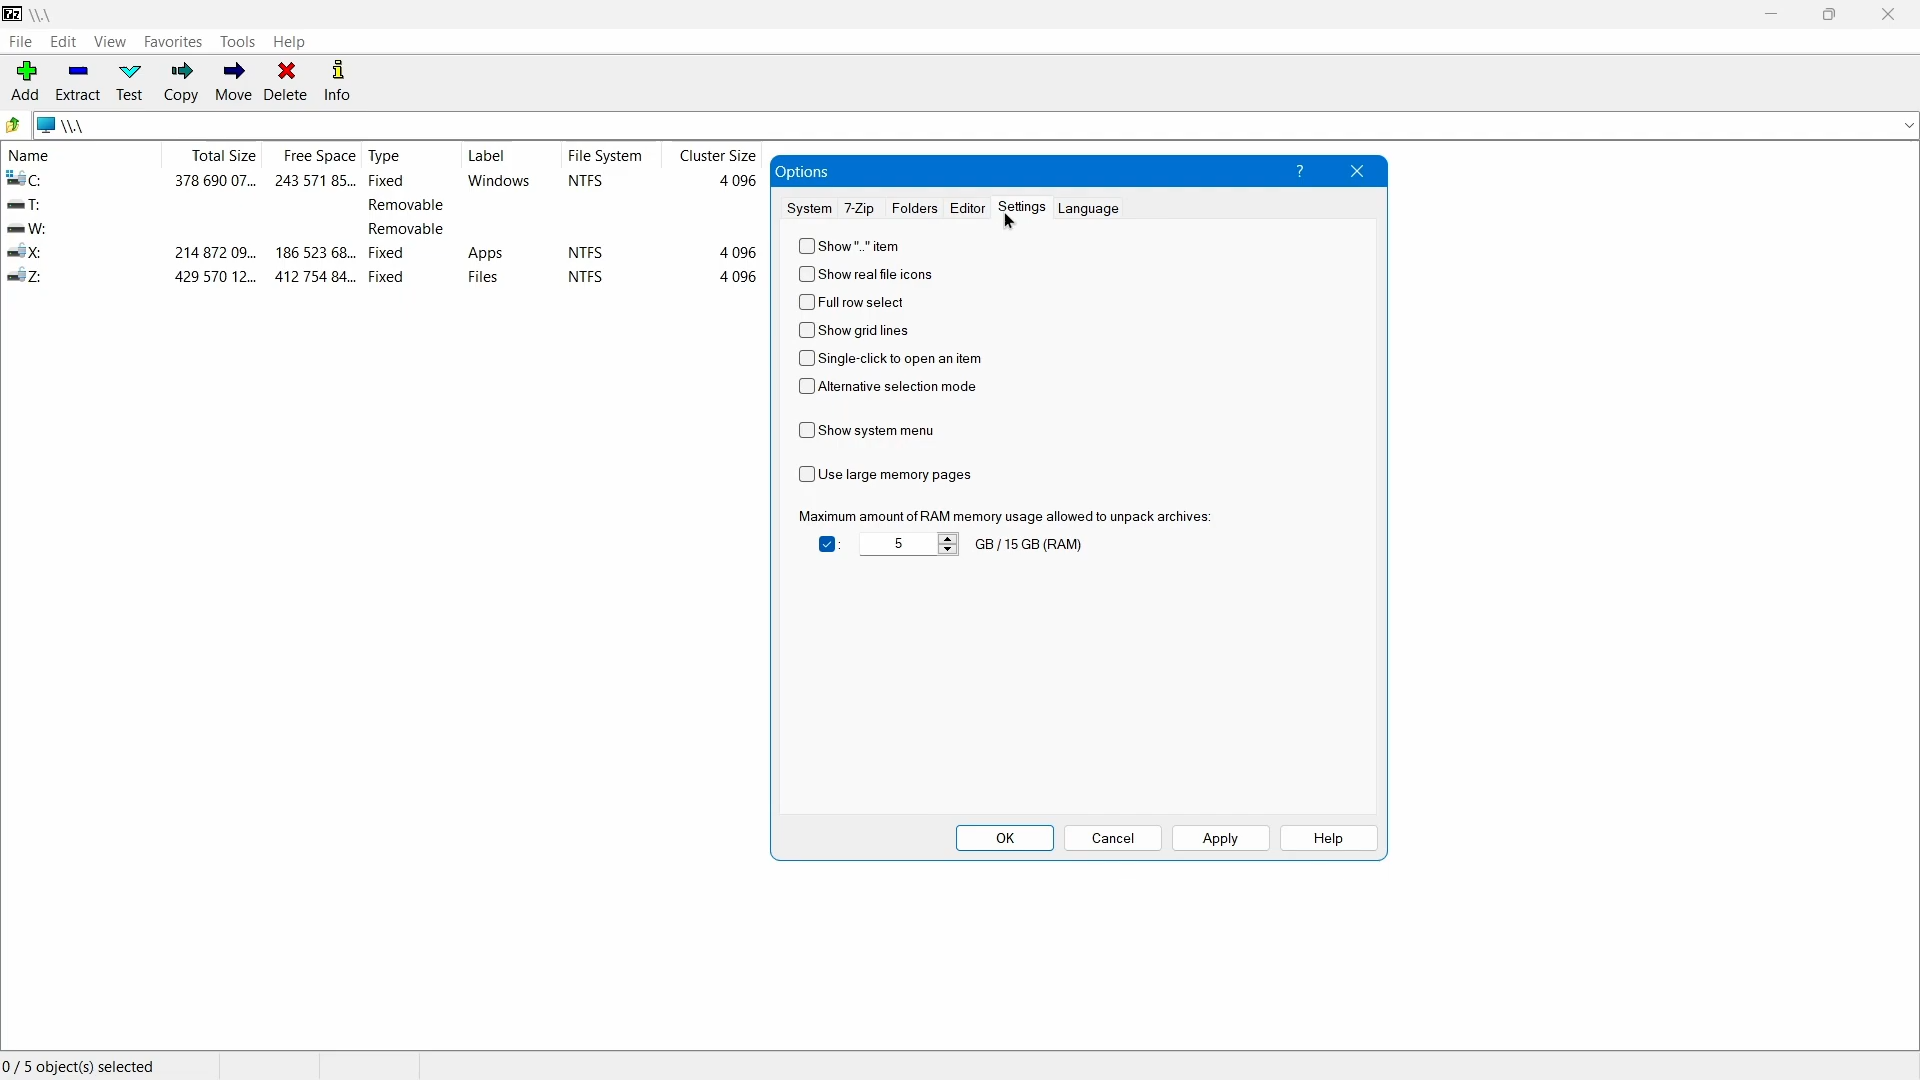 7z \\.\
File Edit View Favorites Tools Help
Add Extract Test Copy Move Delete Info
\\.\
Name Total Size Free Space Type Label File System Cluster Size
C: 378 690 07... 243 571 85... Fixed Windows NTFS 4 096
T: Removable
W: Removable
X: 214 872 09... 186 523 68... Fixed Apps NTFS 4 096
Z: 429 570 12... 412 754 84... Fixed Files NTFS 4 096
Options ?
System 7-Zip Folders Editor Settings Language
Show ".." item
Show real file icons
Full row select
Show grid lines
Single-click to open an item
Alternative selection mode
Show system menu
Use large memory pages
Maximum amount of RAM memory usage allowed to unpack archives:
: 5 GB / 15 GB (RAM)
OK Cancel Apply Help
0 / 5 object(s) selected